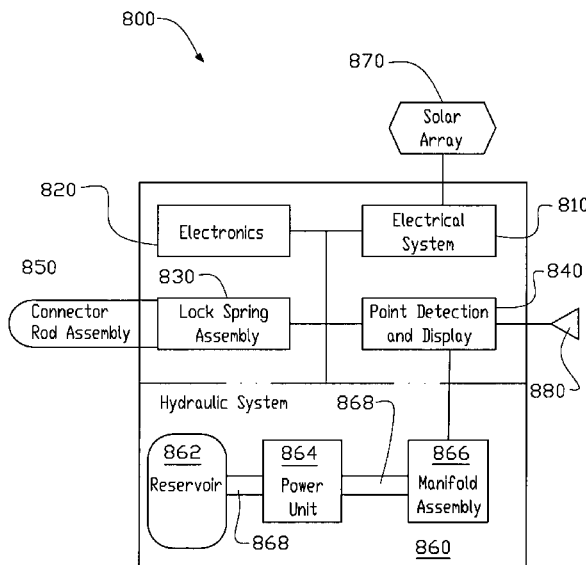 800
870
Solar
Array
820
Electronics
Electrical
System
810
850
830
840
Connector
Rod Assembly
Lock Spring
Assembly
Point Detection
and Display
880
Hydraulic System
868
862
Reservoir
864
Power
Unit
866
Manifold
Assembly
868
860